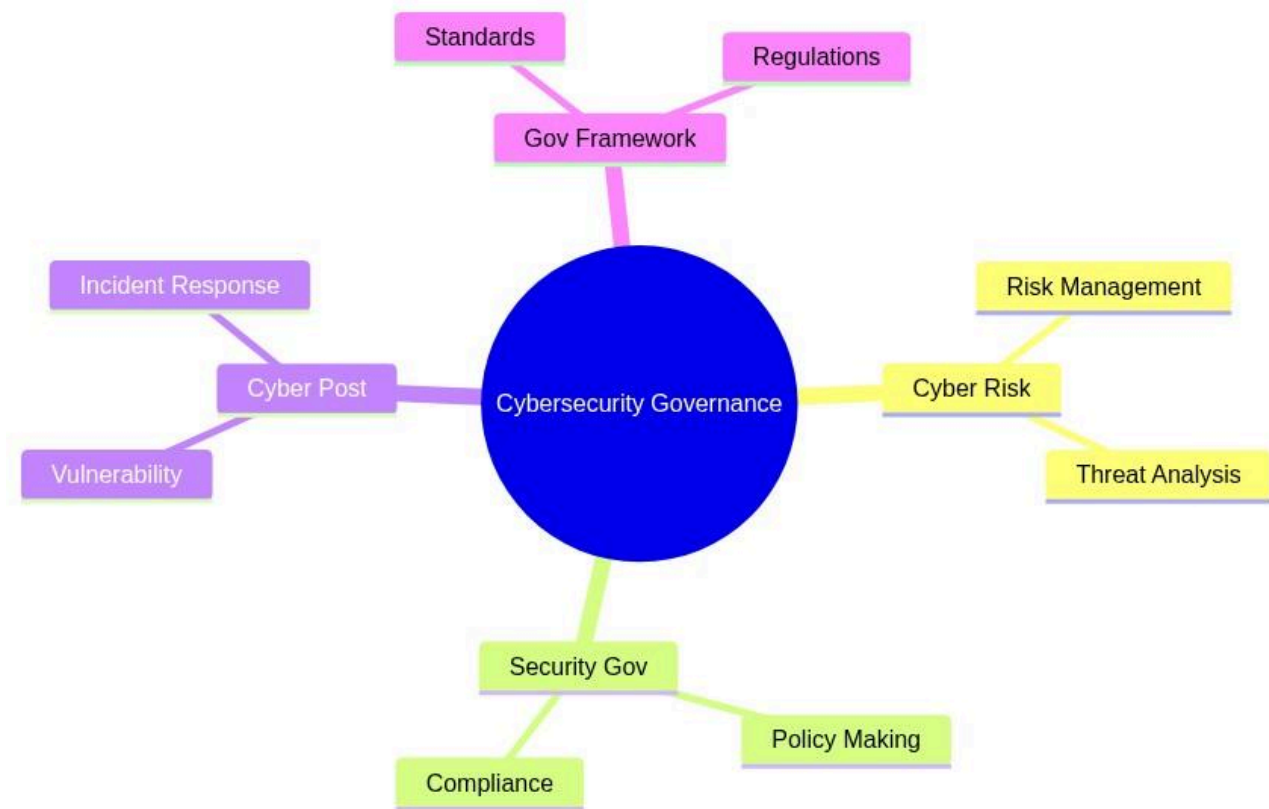 Standards
Regulations
Gov Framework
Incident Response
Risk Management
Cyber Post
Cybersecurity Governance
Cyber Risk
Vulnerability
Threat Analysis
Security Gov
Policy Making
Compliance